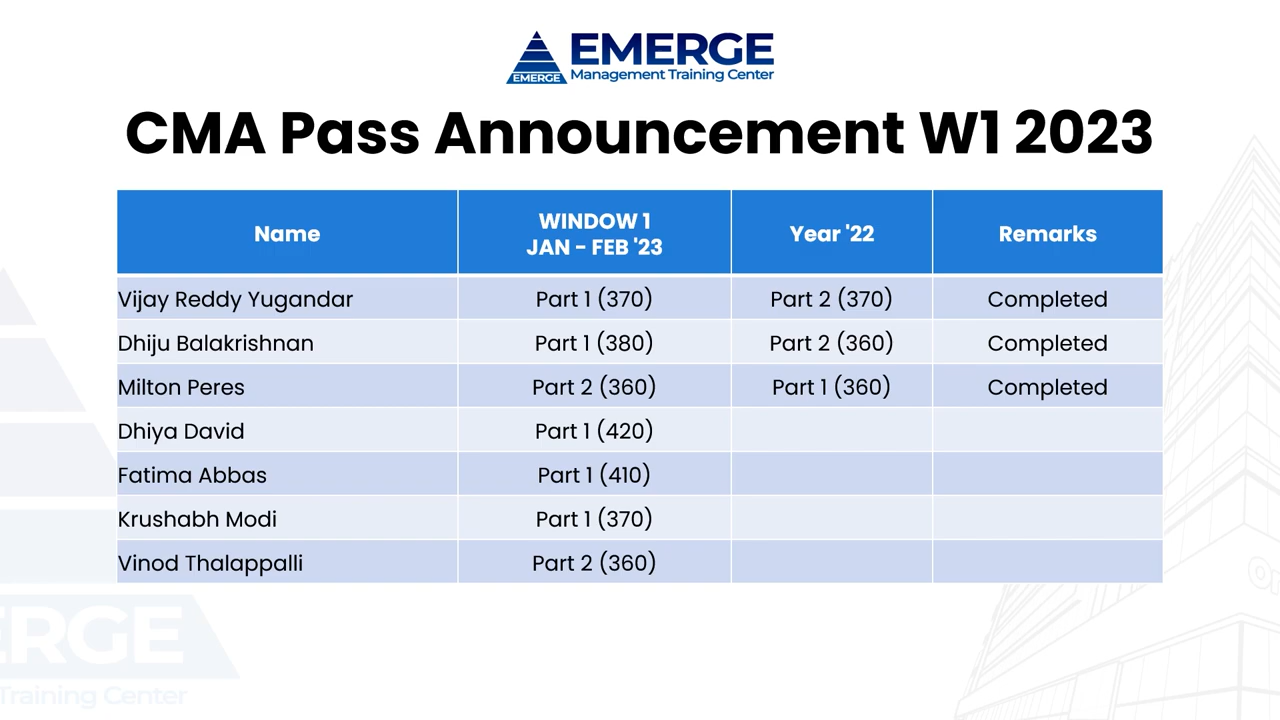 EMERGE
EMERGE
Management Training Center
CMA Pass Announcement W1 2023
Name WINDOW 1 JAN - FEB '23 Year '22 Remarks
Vijay Reddy Yugandar Part 1 (370) Part 2 (370) Completed
Dhiju Balakrishnan Part 1 (380) Part 2 (360) Completed
Milton Peres Part 2 (360) Part 1 (360) Completed
Dhiya David Part 1 (420)
Fatima Abbas Part 1 (410)
Krushabh Modi Part 1 (370)
Vinod Thalappalli Part 2 (360)
ERGE
Training Center